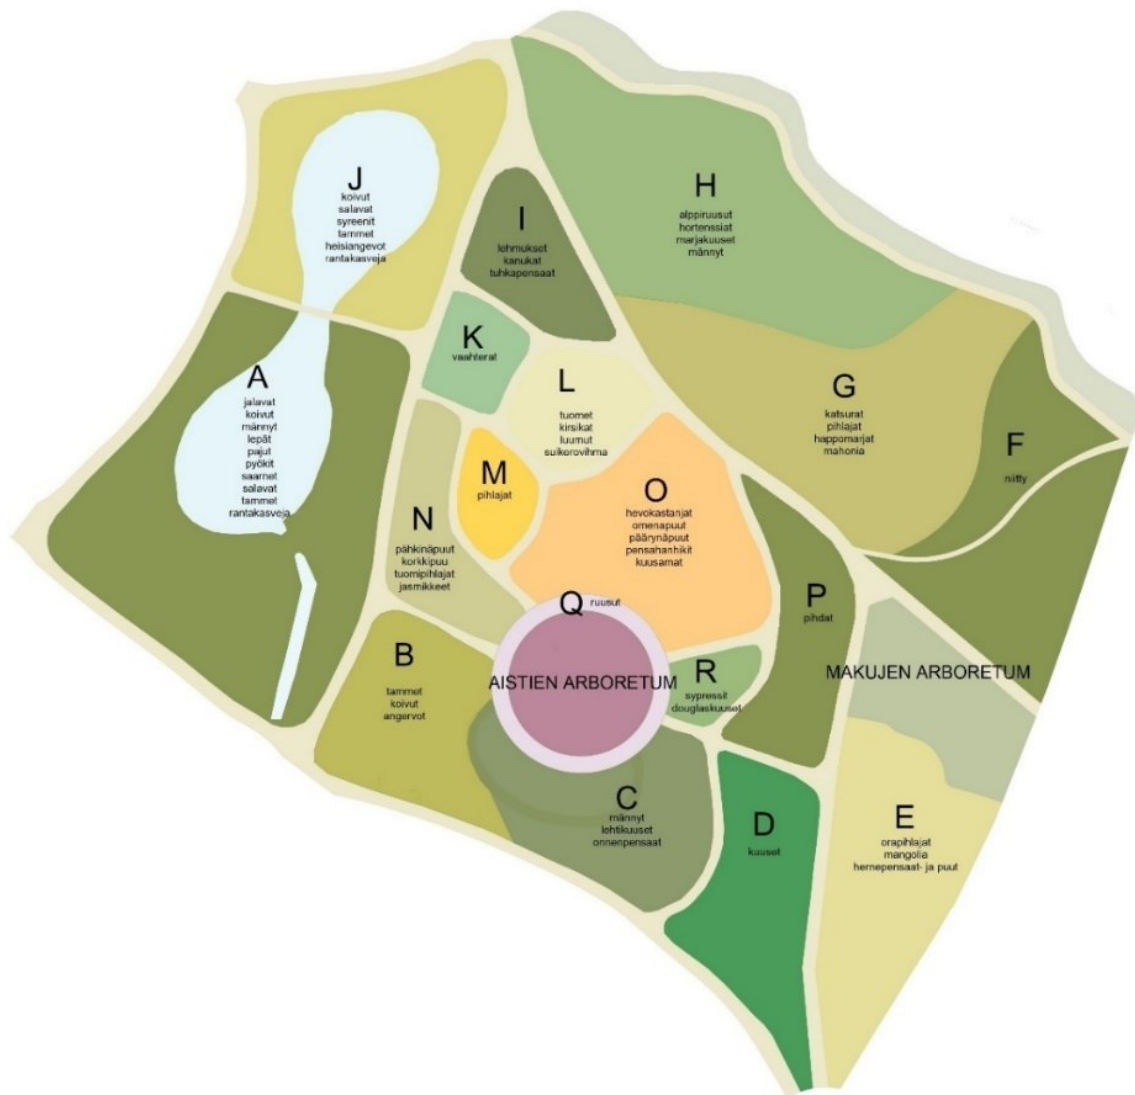 J
koivut
salavat
syreenit
tammet
heisiangevot
rantakasveja
H
alppiruusut
hortenssiat
marjakuuset
männyt
I
lehmukset
kanukat
tuhkapensaat
K
vaahterat
A
jalavat
koivut
männyt
lepät
pajut
pyökit
saarnet
salavat
tammet
rantakasveja
L
tuomet
kirsikat
luumut
suikerovihma
G
katsurat
pihlajat
happomarjat
mahonia
F
niitty
M
pihlajat
N
pähkinäpuut
korkkipuu
tuomipihlajat
jasmikkeet
O
hevokastanjat
omenapuut
päärynäpuut
pensahanhikit
kuusamat
Q ruusut
P
pihdat
B
tammet
koivut
angervot
AISTIEN ARBORETUM
R
sypressit
douglaskuuset
MAKUJEN ARBORETUM
C
männyt
lehtikuuset
onnenpensaat
D
kuuset
E
orapihlajat
mangolia
hernepensaat- ja puut